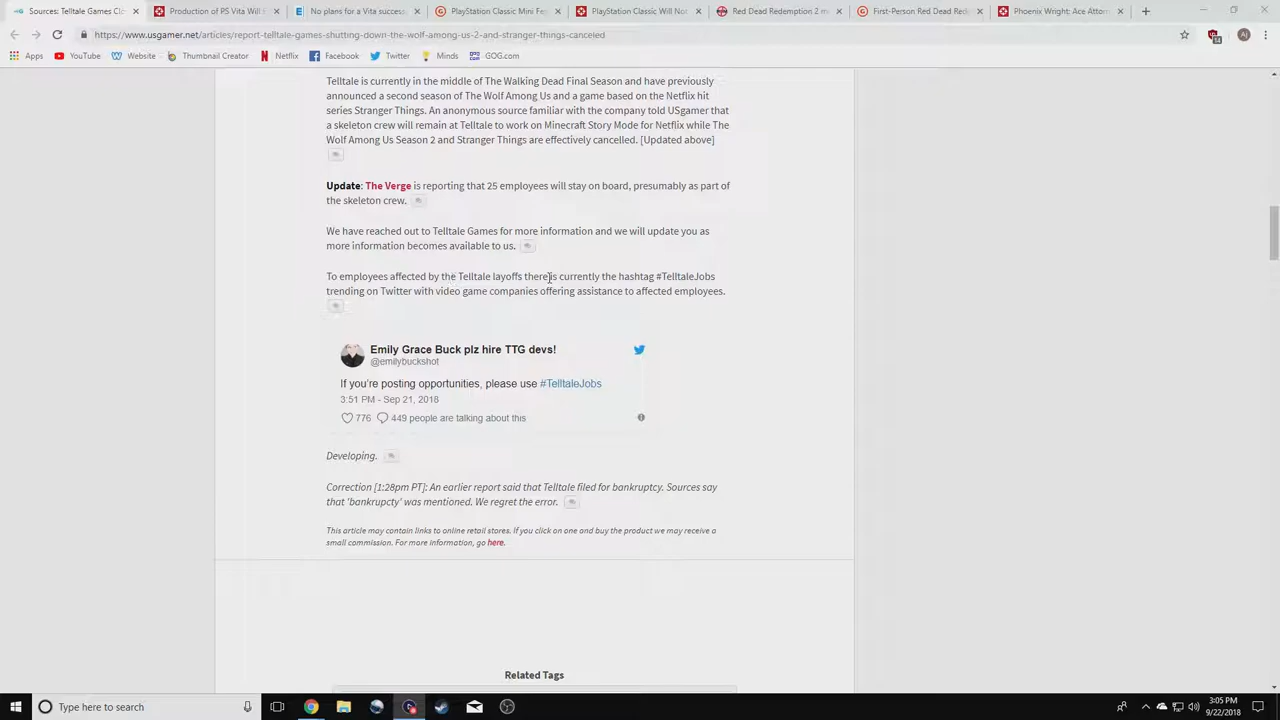 Sources: Telltale Games Clo
Production of PS Vita Will E
No plans for a Vita success
PlayStation Classic Mini Fe
PlayStation Classic Will Not
Red Dead Redemption 2 m
First-Person Red Dead Rede
Phoenix Wright: Ace Attorn
https://www.usgamer.net/articles/report-telltale-games-shutting-down-the-wolf-among-us-2-and-stranger-things-canceled
Apps YouTube Website Thumbnail Creator Netflix Facebook Twitter Minds GOG.com
Telltale is currently in the middle of The Walking Dead Final Season and have previously
announced a second season of The Wolf Among Us and a game based on the Netflix hit
series Stranger Things. An anonymous source familiar with the company told USgamer that
a skeleton crew will remain at Telltale to work on Minecraft Story Mode for Netflix while The
Wolf Among Us Season 2 and Stranger Things are effectively cancelled. [Updated above]
Update: The Verge is reporting that 25 employees will stay on board, presumably as part of
the skeleton crew.
We have reached out to Telltale Games for more information and we will update you as
more information becomes available to us.
To employees affected by the Telltale layoffs there is currently the hashtag #TelltaleJobs
trending on Twitter with video game companies offering assistance to affected employees.
Emily Grace Buck plz hire TTG devs!
@emilybuckshot
If you're posting opportunities, please use #TelltaleJobs
3:51 PM - Sep 21, 2018
776 449 people are talking about this
Developing.
Correction [1:28pm PT]: An earlier report said that Telltale filed for bankruptcy. Sources say
that 'bankrupcty' was mentioned. We regret the error.
This article may contain links to online retail stores. If you click on one and buy the product we may receive a
small commission. For more information, go here.
Related Tags
Type here to search
3:05 PM
9/22/2018